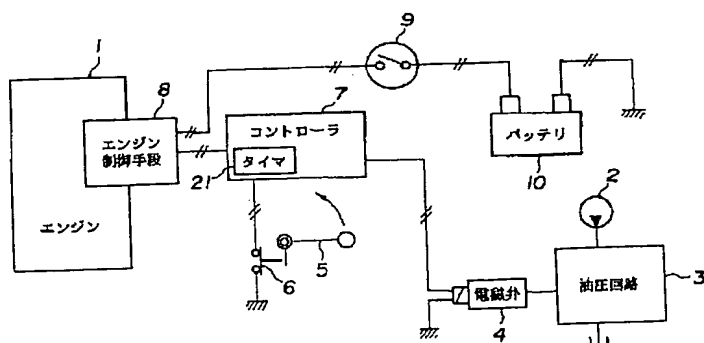 9
1
8
7
エンジン
制御手段
コントローラ
21
タイマ
バッテリ
10
2
エンジン
5
6
電磁弁
4
油圧回路
3